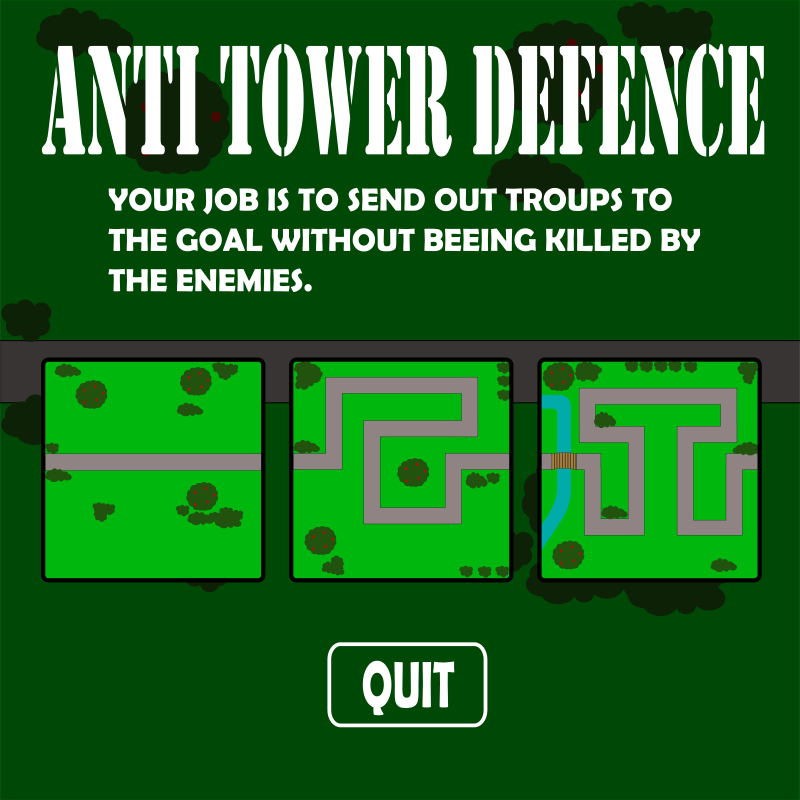 ANTI TOWER DEFENCE
YOUR JOB IS TO SEND OUT TROUPS TO
THE GOAL WITHOUT BEEING KILLED BY
THE ENEMIES.
QUIT